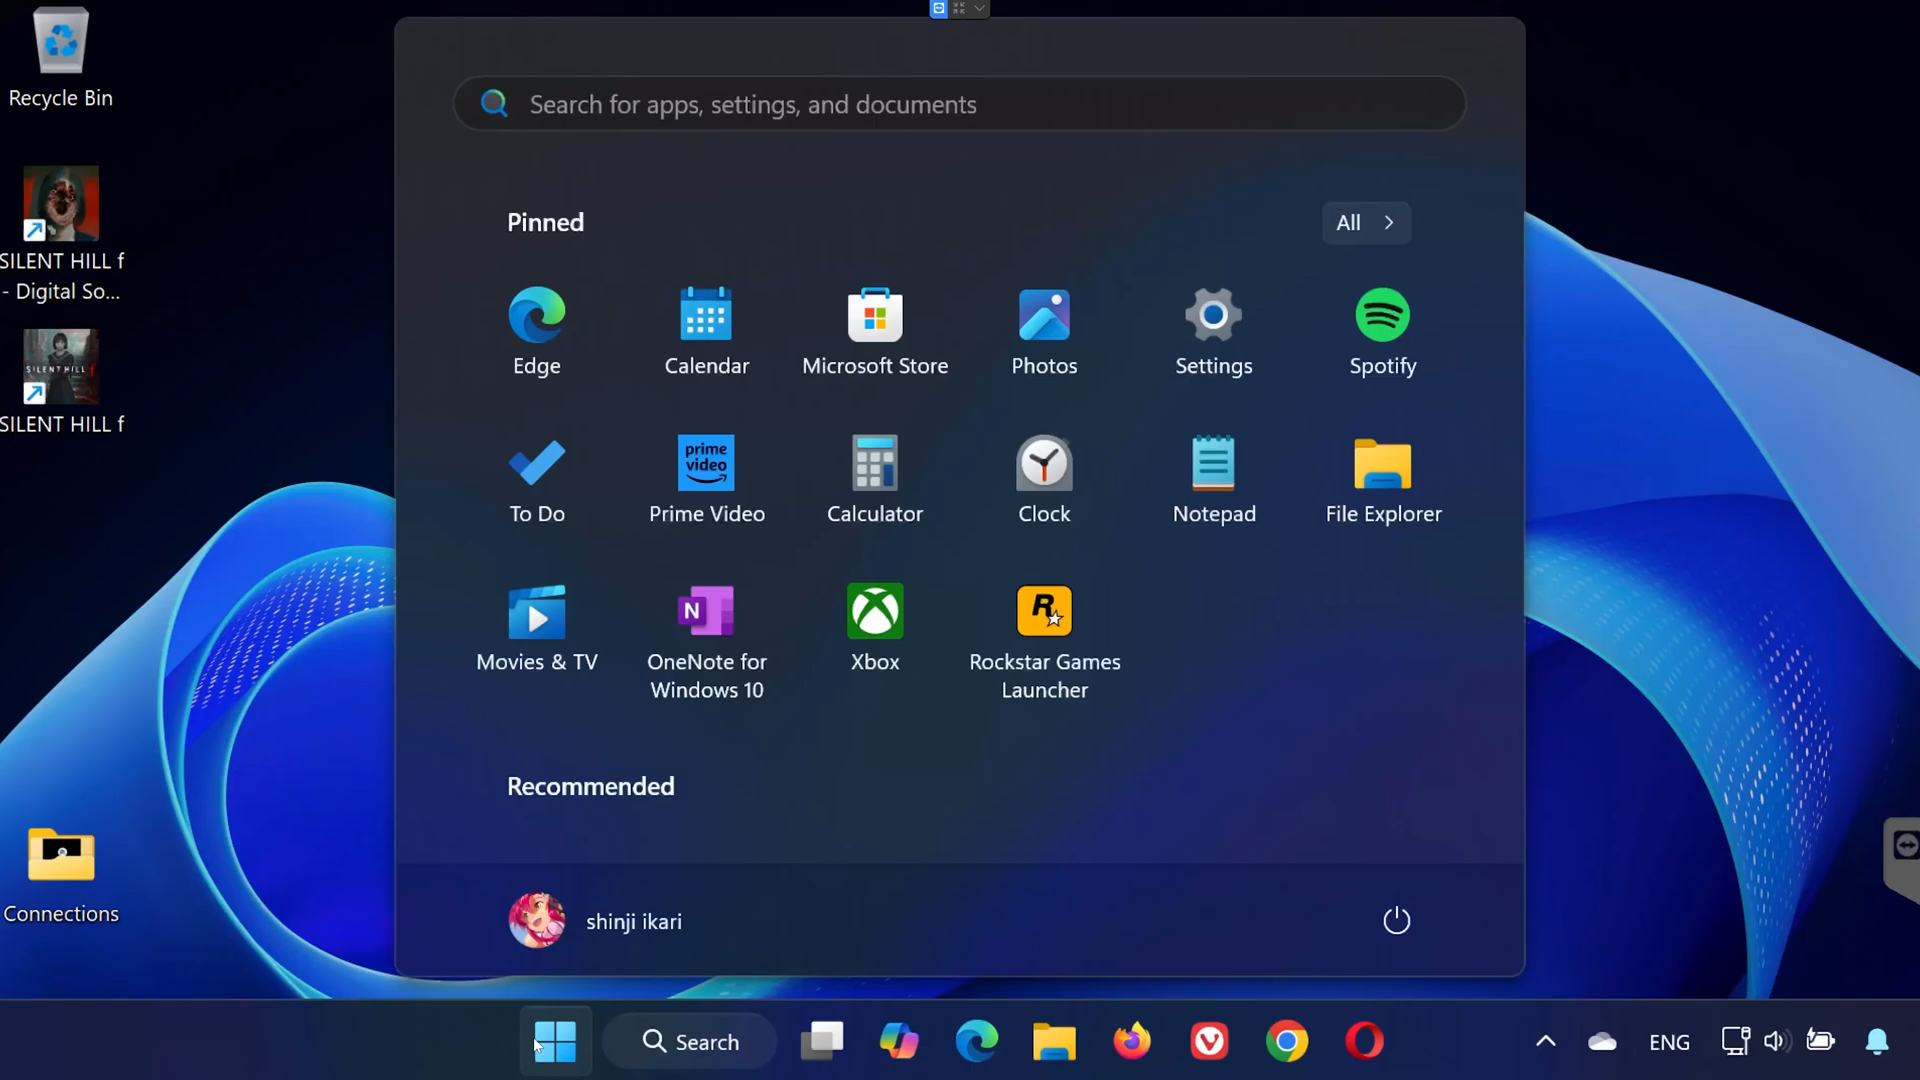 Recycle Bin
SILENT HILL f
- Digital So...
SILENT HILL f
SILENT HILL f
Connections
Search for apps, settings, and documents
Pinned
All
Edge
Calendar
Microsoft Store
Photos
Settings
Spotify
prime
video
To Do
Prime Video
Calculator
Clock
Notepad
File Explorer
N
R
Movies & TV
OneNote for
Windows 10
Xbox
Rockstar Games
Launcher
Recommended
shinji ikari
Search
ENG